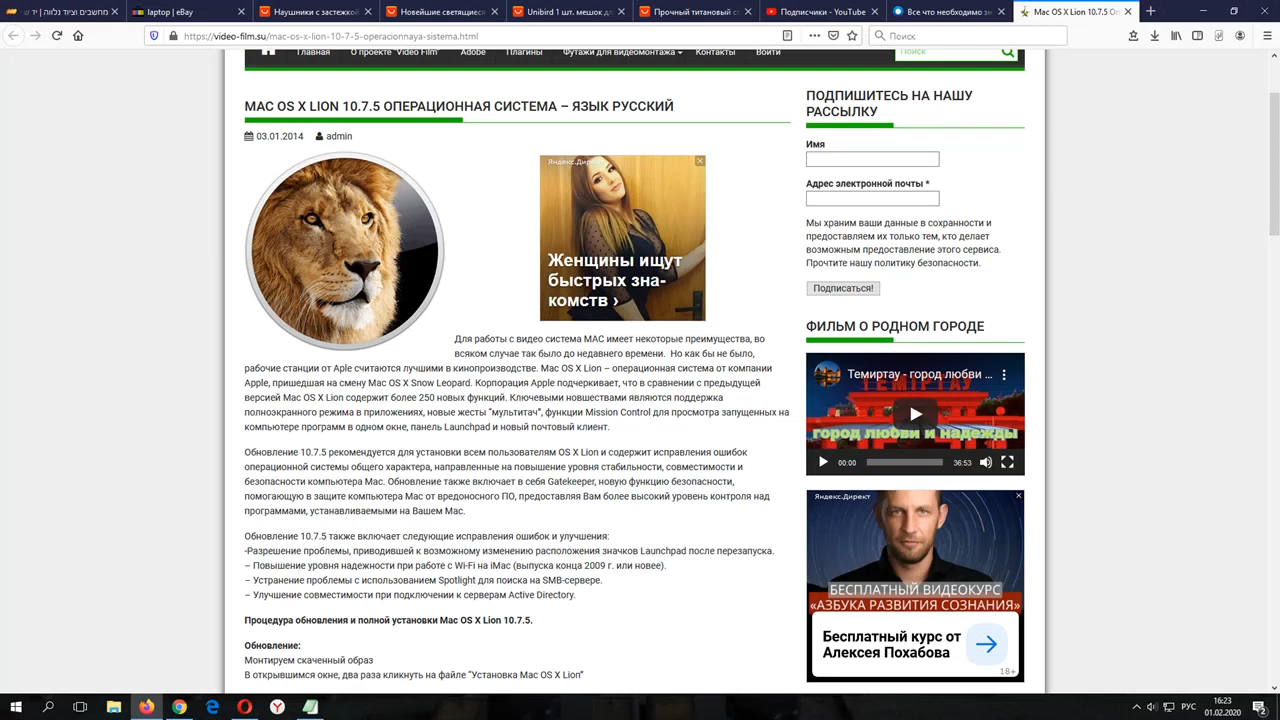 laptop | eBay
Наушники с застежкой
Новейшие светящиеся
Unibird 1 шт. мешок д
Прочный титановый ст
Подписчики - YouTube
Все что необходимо зн
Mac OS X Lion 10.7.5 Оп
https://video-film.su/mac-os-x-lion-10-7-5-operacionnaya-sistema.html
Поиск
Главная
О проекте "Video Film"
Adobe
Плагины
Футажи для видеомонтажа
Контакты
Войти
Поиск
MAC OS X LION 10.7.5 ОПЕРАЦИОННАЯ СИСТЕМА – ЯЗЫК РУССКИЙ
03.01.2014 admin
Яндекс.Директ
Женщины ищут
быстрых зна-
комств ›
Для работы с видео система MAC имеет некоторые преимущества, во
всяком случае так было до недавнего времени. Но как бы не было,
рабочие станции от Aple считаются лучшими в кинопроизводстве. Mac OS X Lion – операционная система от компании
Apple, пришедшая на смену Mac OS X Snow Leopard. Корпорация Apple подчеркивает, что в сравнении с предыдущей
версией Mac OS X Lion содержит более 250 новых функций. Ключевыми новшествами являются поддержка
полноэкранного режима в приложениях, новые жесты "мультитач", функции Mission Control для просмотра запущенных на
компьютере программ в одном окне, панель Launchpad и новый почтовый клиент.
Обновление 10.7.5 рекомендуется для установки всем пользователям OS X Lion и содержит исправления ошибок
операционной системы общего характера, направленные на повышение уровня стабильности, совместимости и
безопасности компьютера Mac. Обновление также включает в себя Gatekeeper, новую функцию безопасности,
помогающую в защите компьютера Mac от вредоносного ПО, предоставляя Вам более высокий уровень контроля над
программами, устанавливаемыми на Вашем Mac.
Обновление 10.7.5 также включает следующие исправления ошибок и улучшения:
-Разрешение проблемы, приводившей к возможному изменению расположения значков Launchpad после перезапуска.
– Повышение уровня надежности при работе с Wi-Fi на iMac (выпуска конца 2009 г. или новее).
– Устранение проблемы с использованием Spotlight для поиска на SMB-сервере.
– Улучшение совместимости при подключении к серверам Active Directory.
Процедура обновления и полной установки Mac OS X Lion 10.7.5.
Обновление:
Монтируем скаченный образ
В открывшимся окне, два раза кликнуть на файле "Установка Mac OS X Lion"
ПОДПИШИТЕСЬ НА НАШУ
РАССЫЛКУ
Имя
Адрес электронной почты *
Мы храним ваши данные в сохранности и
предоставляем их только тем, кто делает
возможным предоставление этого сервиса.
Прочтите нашу политику безопасности.
Подписаться!
ФИЛЬМ О РОДНОМ ГОРОДЕ
Темиртау - город любви ...
ТЕМІРТАУ
город любви и надежды
00:00
36:53
Яндекс.Директ
БЕСПЛАТНЫЙ ВИДЕОКУРС
«АЗБУКА РАЗВИТИЯ СОЗНАНИЯ»
Бесплатный курс от
Алексея Похабова
18+
РУС
16:23
01.02.2020
2